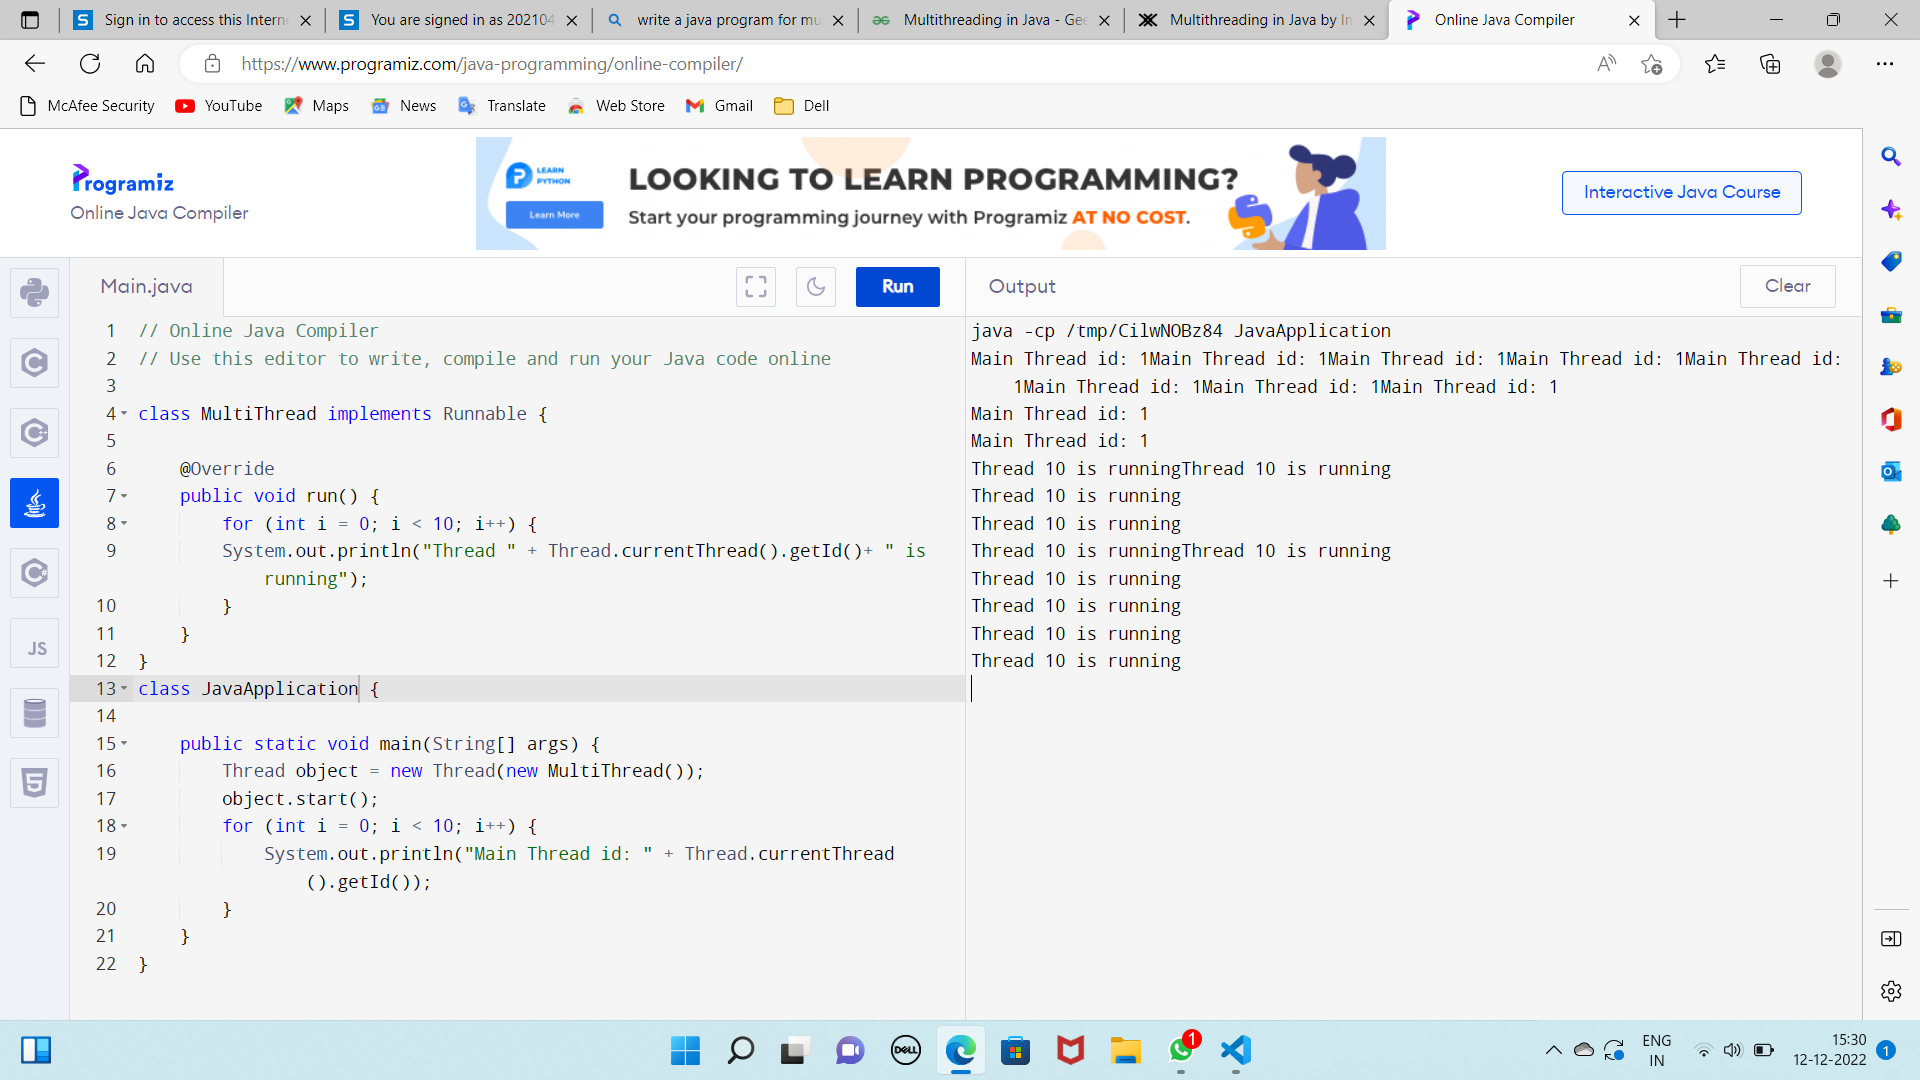 Sign in to access this Interne
You are signed in as 202104
write a java program for mu
Multithreading in Java - Gee
Multithreading in Java by In
Online Java Compiler
https://www.programiz.com/java-programming/online-compiler/
McAfee Security
YouTube
Maps
News
Translate
Web Store
Gmail
Dell
Programiz
Online Java Compiler
LEARN
PYTHON
Learn More
LOOKING TO LEARN PROGRAMMING?
Start your programming journey with Programiz AT NO COST.
Interactive Java Course
Main.java
Run
Output
Clear
1 // Online Java Compiler
2 // Use this editor to write, compile and run your Java code online
3
4 class MultiThread implements Runnable {
5
6 @Override
7 public void run() {
8 for (int i = 0; i < 10; i++) {
9 System.out.println("Thread " + Thread.currentThread().getId()+ " is
running");
10 }
11 }
12 }
13 class JavaApplication {
14
15 public static void main(String[] args) {
16 Thread object = new Thread(new MultiThread());
17 object.start();
18 for (int i = 0; i < 10; i++) {
19 System.out.println("Main Thread id: " + Thread.currentThread
().getId());
20 }
21 }
22 }
java -cp /tmp/CilwNOBz84 JavaApplication
Main Thread id: 1Main Thread id: 1Main Thread id: 1Main Thread id: 1Main Thread id:
1Main Thread id: 1Main Thread id: 1Main Thread id: 1
Main Thread id: 1
Main Thread id: 1
Thread 10 is runningThread 10 is running
Thread 10 is running
Thread 10 is running
Thread 10 is runningThread 10 is running
Thread 10 is running
Thread 10 is running
Thread 10 is running
Thread 10 is running
JS
DELL
1
ENG
IN
15:30
12-12-2022
1